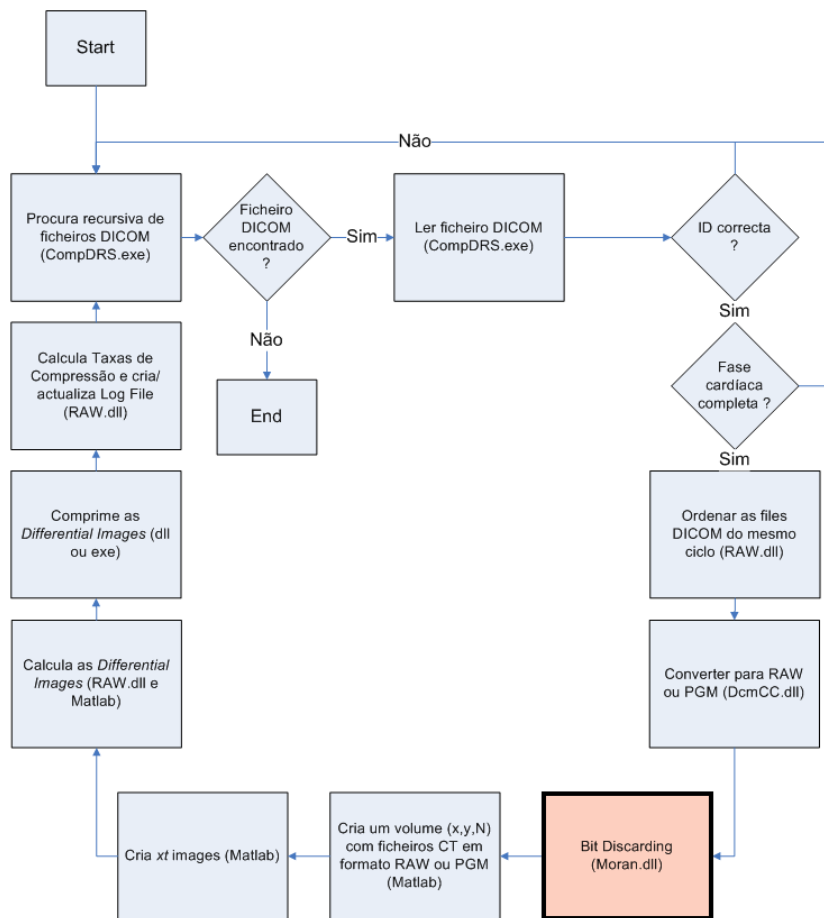 Start
Não
Procura recursiva de
ficheiros DICOM
(CompDRS.exe)
Ficheiro
DICOM
encontrado
?
Sim
Ler ficheiro DICOM
(CompDRS.exe)
ID correcta
?
Sim
Não
End
Fase
cardíaca
completa ?
Sim
Ordenar as files
DICOM do mesmo
ciclo (RAW.dll)
Converter para RAW
ou PGM (DcmCC.dll)
Bit Discarding
(Moran.dll)
Cria um volume (x,y,N)
com ficheiros CT em
formato RAW ou PGM
(Matlab)
Cria xt images (Matlab)
Calcula as Differential
Images (RAW.dll e
Matlab)
Comprime as
Differential Images (dll
ou exe)
Calcula Taxas de
Compressão e cria/
actualiza Log File
(RAW.dll)